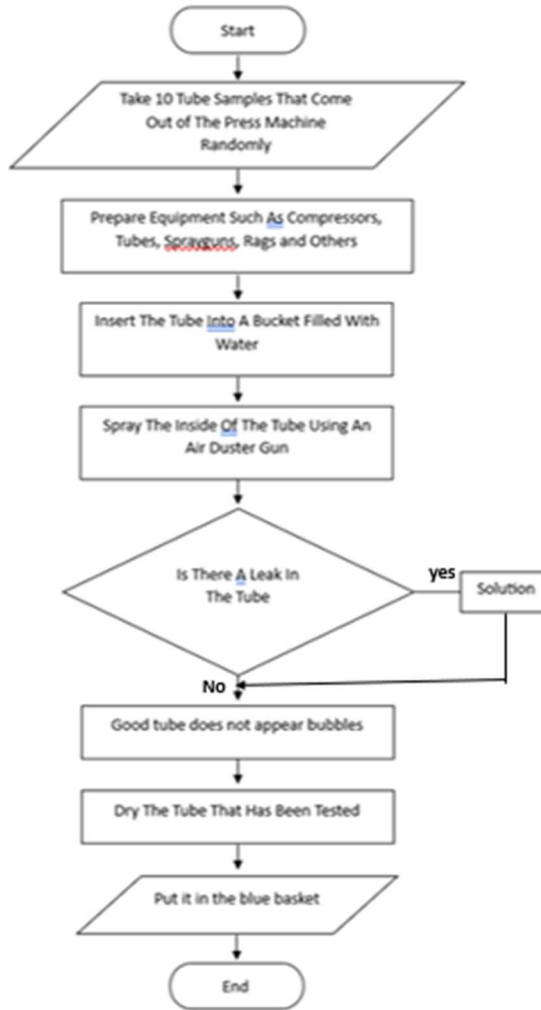 Start
Take 10 Tube Samples That Come
Out of The Press Machine
Randomly
Prepare Equipment Such As Compressors,
Tubes, Sprayguns, Rags and Others
Insert The Tube Into A Bucket Filled With
Water
Spray The Inside Of The Tube Using An
Air Duster Gun
Is There A Leak In
The Tube
yes
Solution
No
Good tube does not appear bubbles
Dry The Tube That Has Been Tested
Put it in the blue basket
End